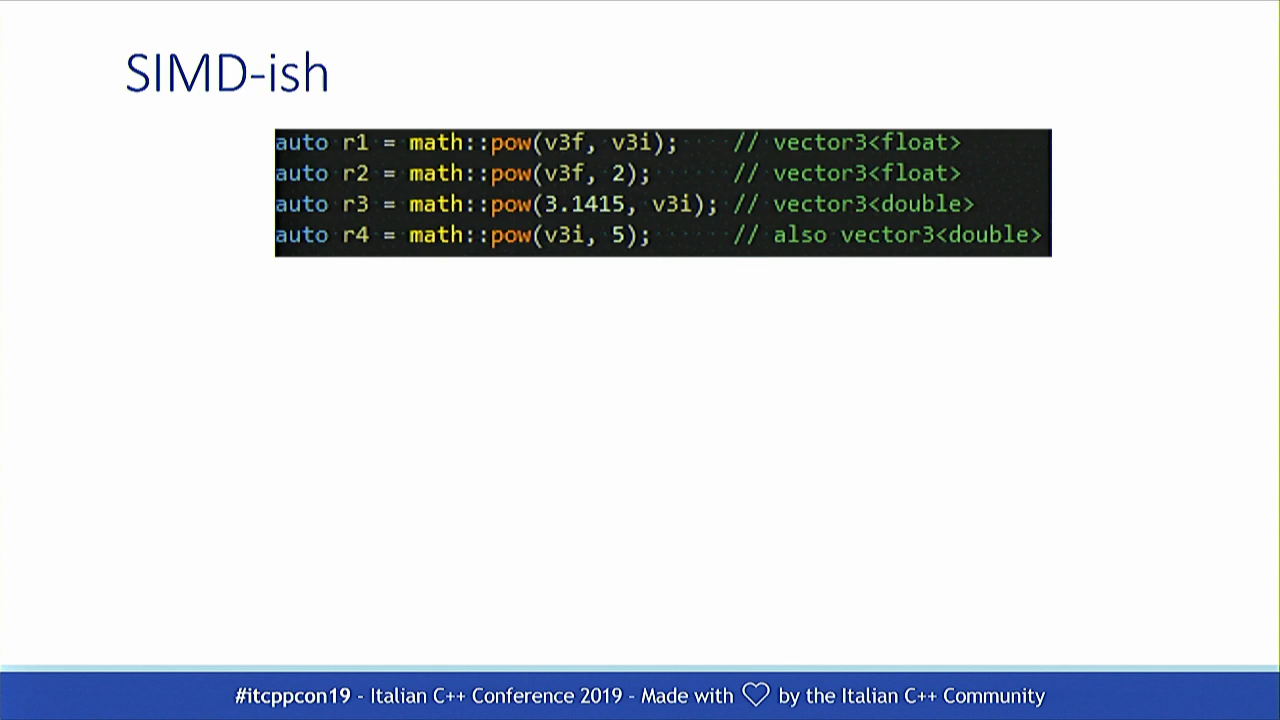 SIMD-ish
auto r1 = math::pow(v3f, v3i);    // vector3<float>
auto r2 = math::pow(v3f, 2);      // vector3<float>
auto r3 = math::pow(3.1415, v3i); // vector3<double>
auto r4 = math::pow(v3i, 5);      // also vector3<double>
#itcppcon19 - Italian C++ Conference 2019 - Made with ♡ by the Italian C++ Community